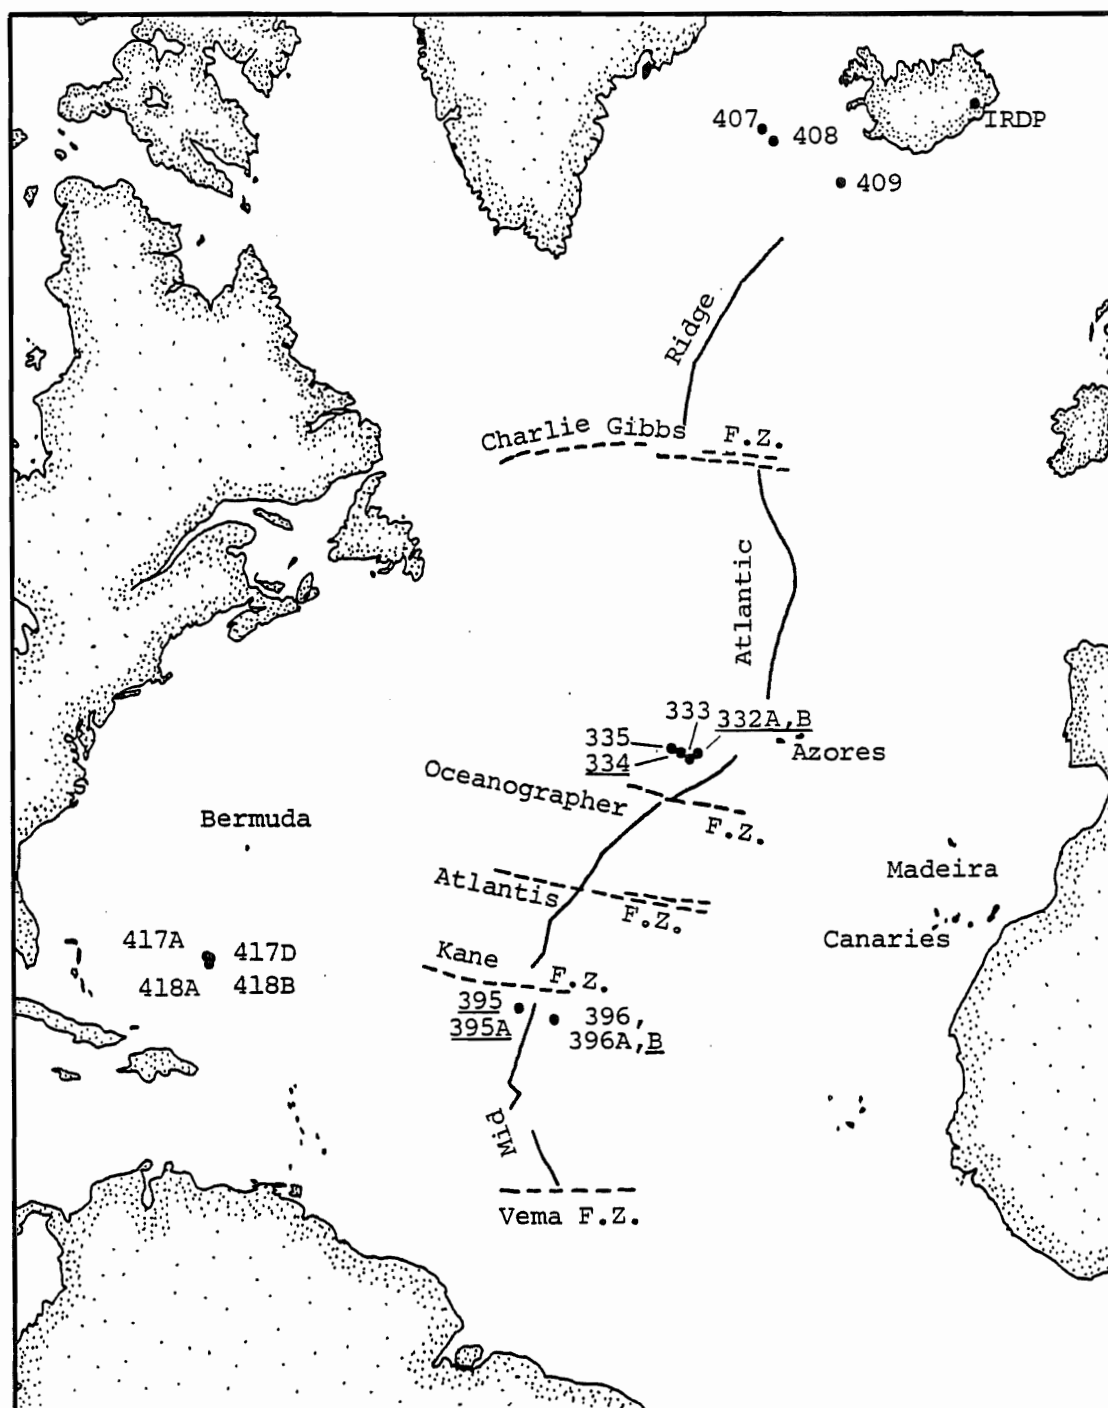 407
408
IRDP
409
Ridge
Charlie Gibbs F.Z.
Atlantic
333
332A,B
335
334
Azores
Oceanographer
F.Z.
Bermuda
Madeira
Atlantis
F.Z.
Canaries
417A
417D
418A
418B
Kane
F.Z.
395
395A
396,
396A,B
Mid
Vema F.Z.